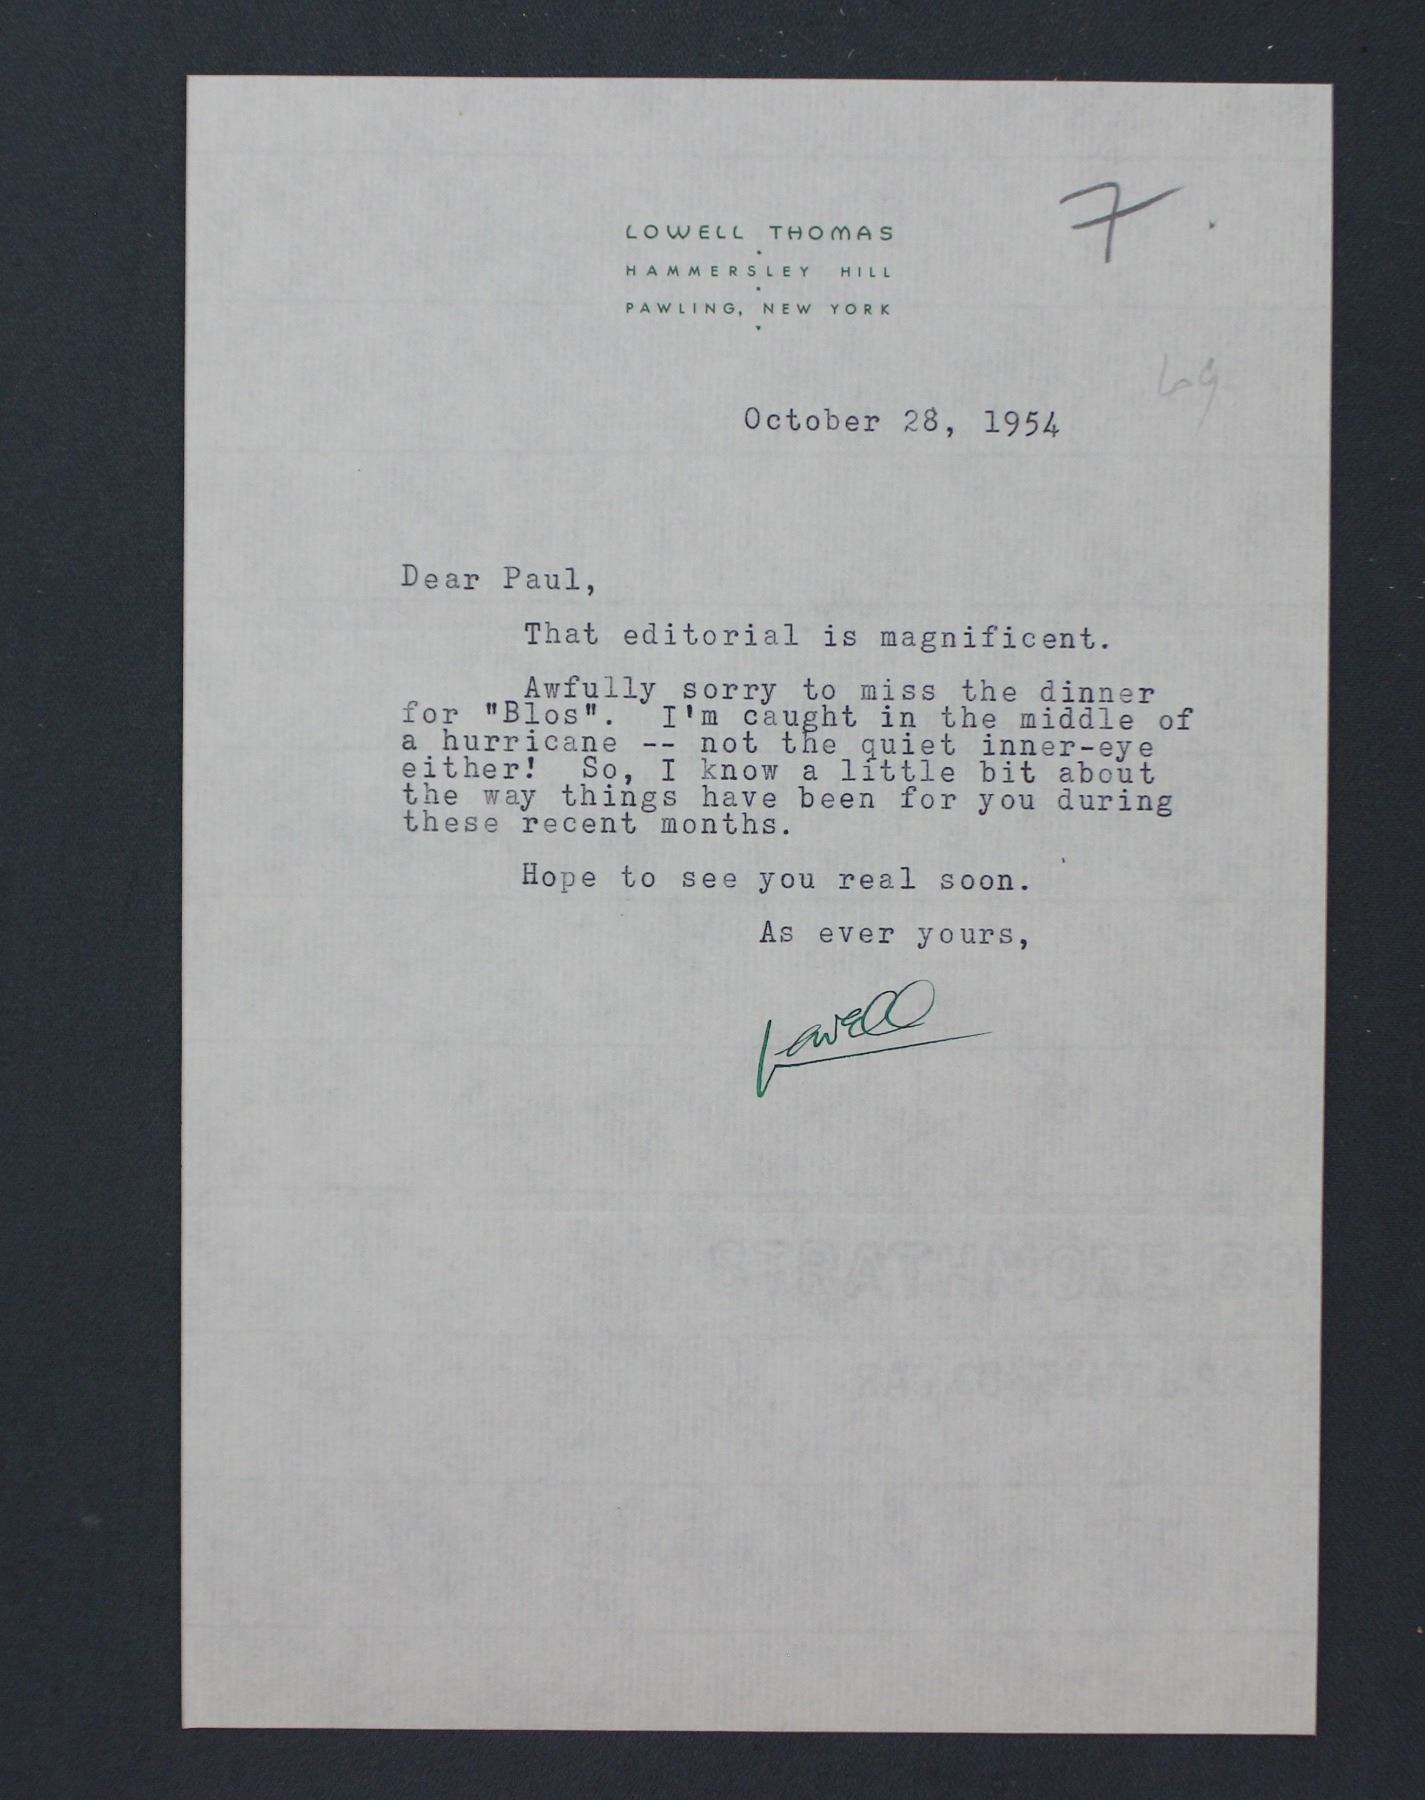 7
LOWELL THOMAS
HAMMERSLEY HILL
PAWLING, NEW YORK
October 28, 1954
Dear Paul,
That editorial is magnificent.
Awfully sorry to miss the dinner
for "Blos". I'm caught in the middle of
a hurricane -- not the quiet inner-eye
either! So, I know a little bit about
the way things have been for you during
these recent months.
Hope to see you real soon.
As ever yours,
Lowell